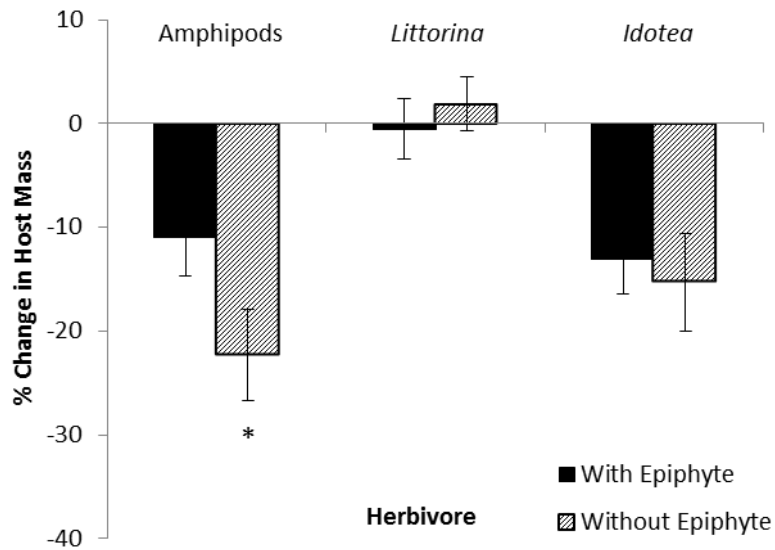 Amphipods Littorina Idotea
10
0
-10
-20
-30
-40
% Change in Host Mass
*
With Epiphyte
Without Epiphyte
Herbivore